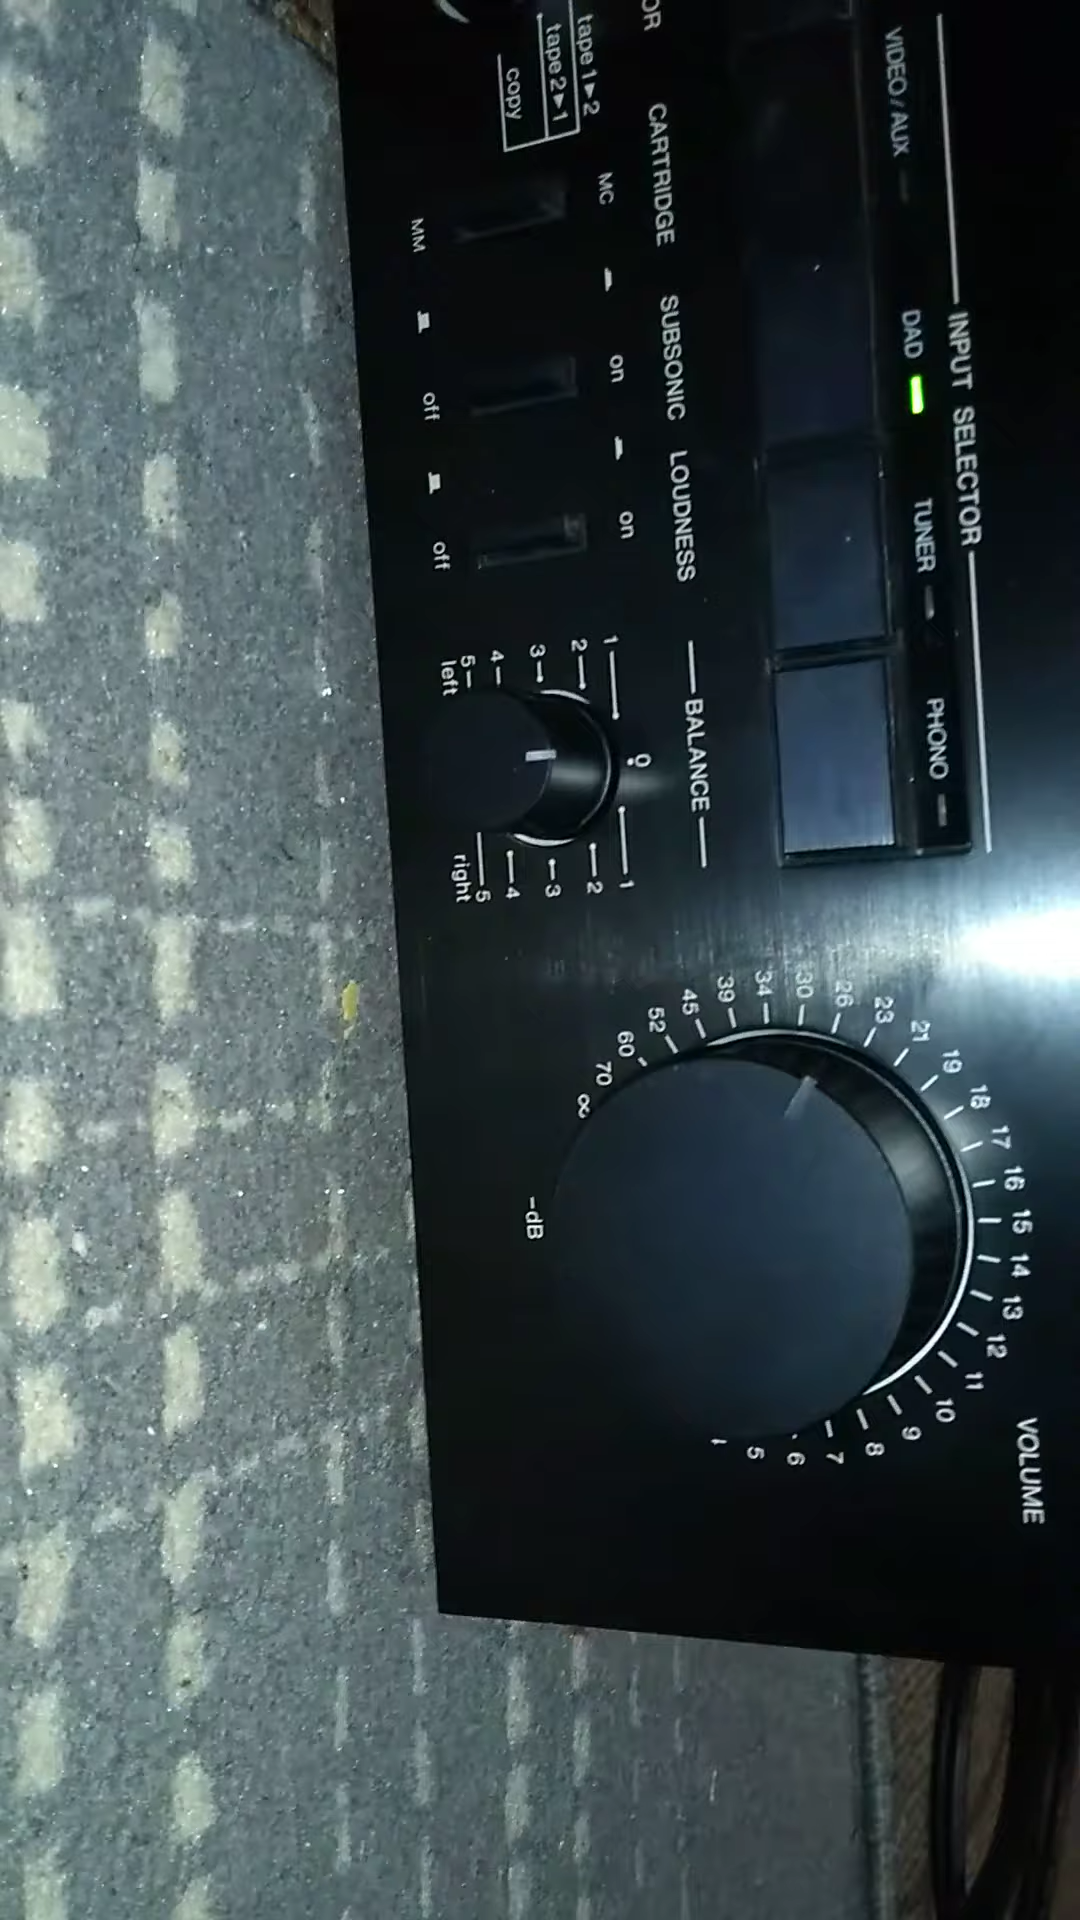 INPUT SELECTOR
VIDEO / AUX
DAD
TUNER
PHONO
VOLUME
OR
CARTRIDGE
SUBSONIC
LOUDNESS
BALANCE
tape 1►2
tape 2►1
copy
MC
on
on
MM
off
off
0
1
1
2
2
3
3
4
4
5
5
left
right
∞ 70 60 52 45 39 34 30 26 23 21 19 18 17 16 15 14 13 12 11 10 9 8 7 6 5
-dB